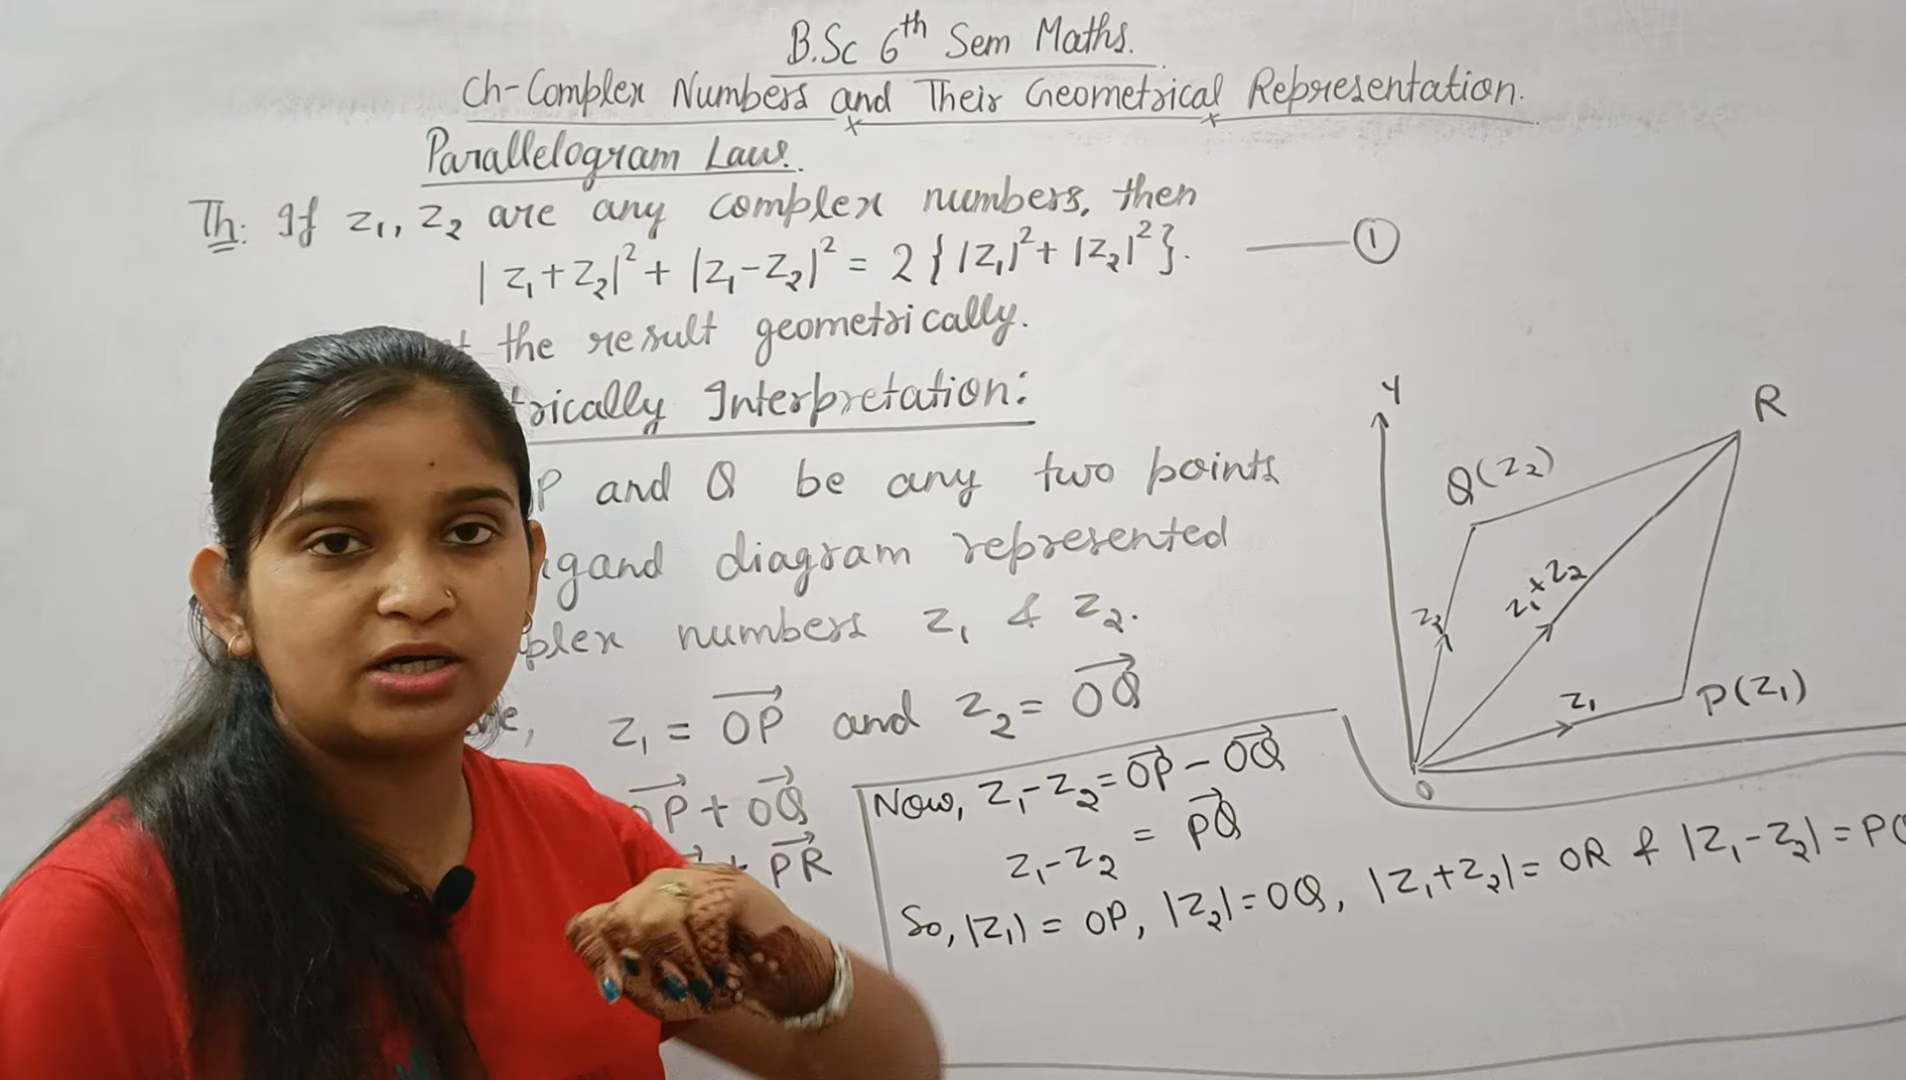 B.Sc 6th Sem Maths.
Ch-Complex Numbers and Their Geometrical Representation.
Parallelogram Law.
Th: If z₁, z₂ are any complex numbers, then
|z₁+z₂|² + |z₁-z₂|² = 2{|z₁|²+|z₂|²}. ①
the result geometrically.
Interpretation:
P and Q be any two points
diagram represented
numbers z₁ & z₂.
z₁ = OP⃗ and z₂ = OQ⃗
OP⃗ + OQ⃗
+ PR⃗
Now, z₁-z₂ = OP⃗ - OQ⃗
z₁-z₂ = PQ⃗
So, |z₁| = OP, |z₂| = OQ, |z₁+z₂| = OR & |z₁-z₂| = PQ
Y
R
Q(z₂)
z₁+z₂
z₂
z₁
P(z₁)
O